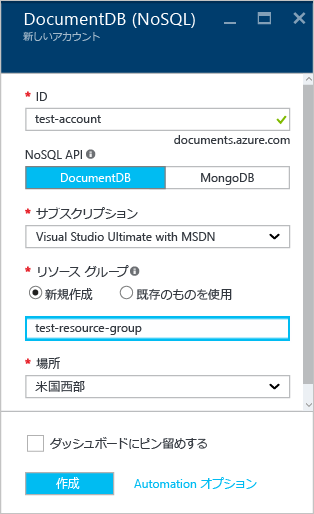 DocumentDB (NoSQL)
新しいアカウント
* ID
test-account
documents.azure.com
NoSQL API
DocumentDB MongoDB
* サブスクリプション
Visual Studio Ultimate with MSDN
* リソース グループ
新規作成 既存のものを使用
test-resource-group
* 場所
米国西部
ダッシュボードにピン留めする
作成 Automation オプション